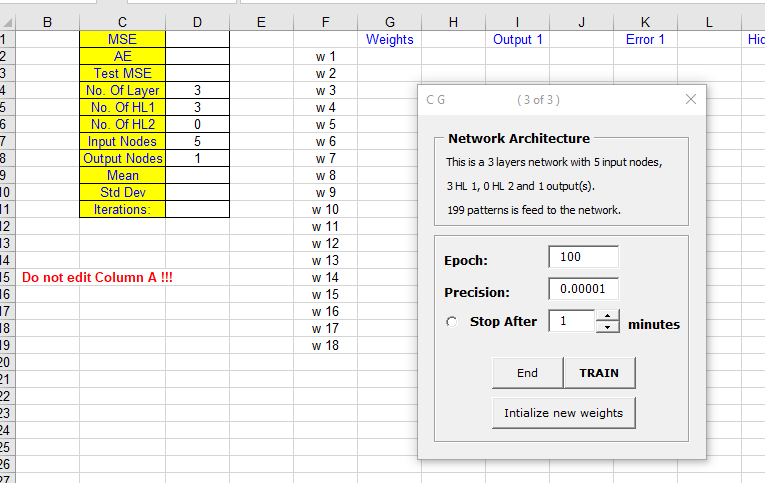 B C D E F G H I J K L
1 MSE Weights Output 1 Error 1 Hid
2 AE w 1
3 Test MSE w 2
4 No. Of Layer 3 w 3
5 No. Of HL1 3 w 4
6 No. Of HL2 0 w 5
7 Input Nodes 5 w 6
8 Output Nodes 1 w 7
9 Mean w 8
10 Std Dev w 9
11 Iterations: w 10
12 w 11
13 w 12
14 w 13
15 Do not edit Column A !!! w 14
16 w 15
17 w 16
18 w 17
19 w 18
20
21
22
23
24
25
26
27
C G ( 3 of 3 )
Network Architecture
This is a 3 layers network with 5 input nodes,
3 HL 1, 0 HL 2 and 1 output(s).
199 patterns is feed to the network.
Epoch: 100
Precision: 0.00001
Stop After 1 minutes
End TRAIN
Intialize new weights